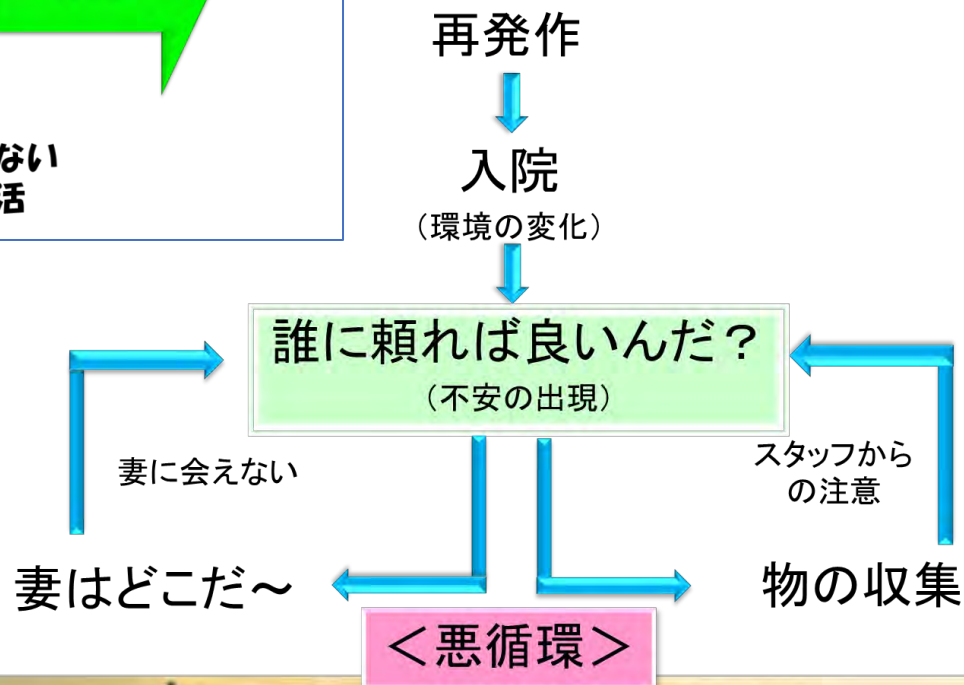 再発作
ない
活
入院
（環境の変化）
誰に頼れば良いんだ？
（不安の出現）
妻に会えない
スタッフから
の注意
妻はどこだ～
物の収集
＜悪循環＞